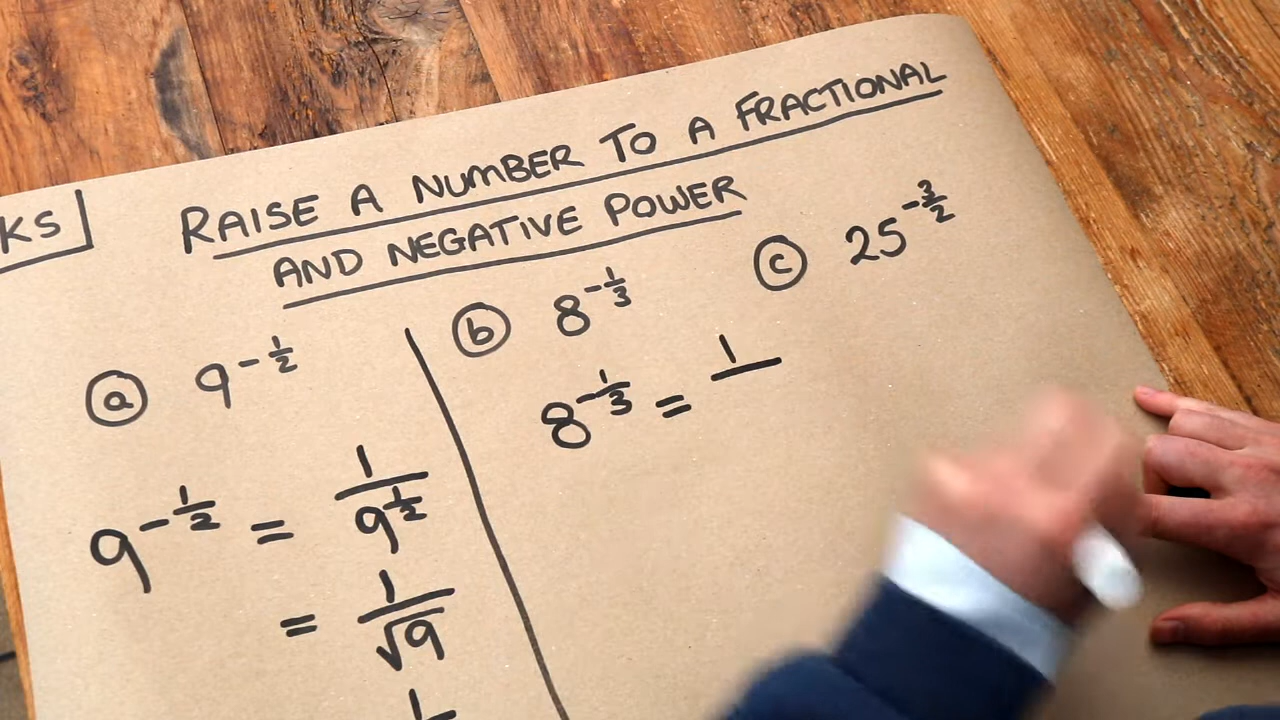 KS
RAISE A NUMBER TO A FRACTIONAL
AND NEGATIVE POWER
ⓐ 9^{-1/2}
9^{-1/2} = 1/9^{1/2}
= 1/√9
1
ⓑ 8^{-1/3}
8^{-1/3} = 1/
ⓒ 25^{-3/2}